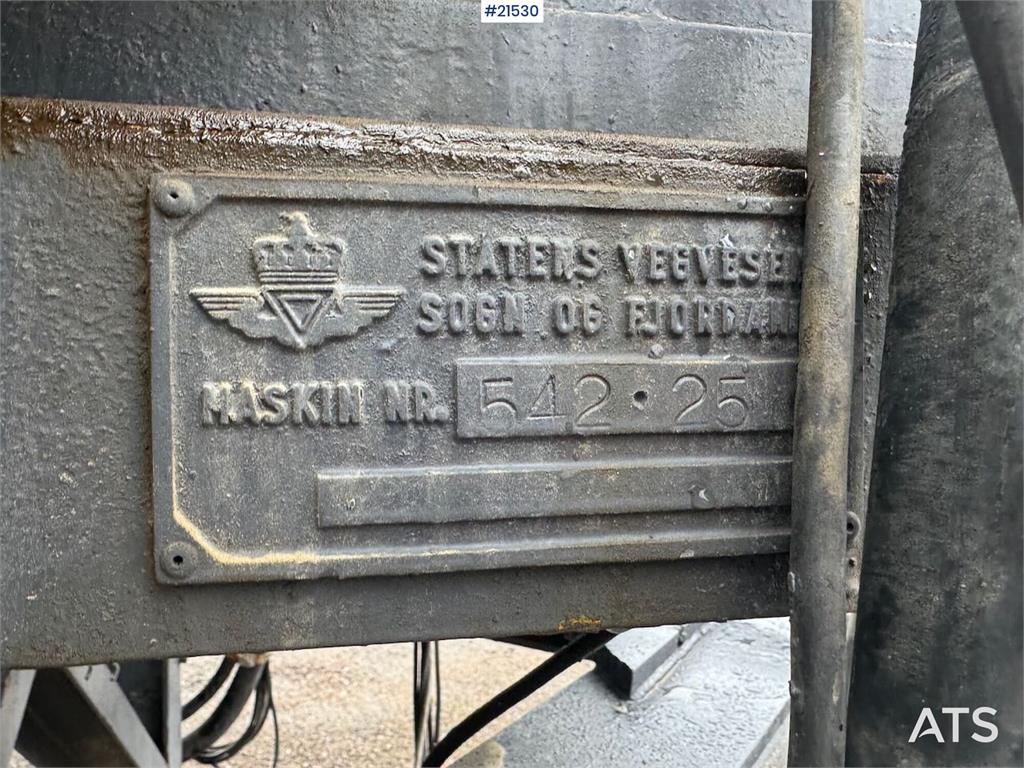 #21530
STATENS VEGVESEN
SOGN OG FJORDANE
MASKIN NR. 542·25
ATS